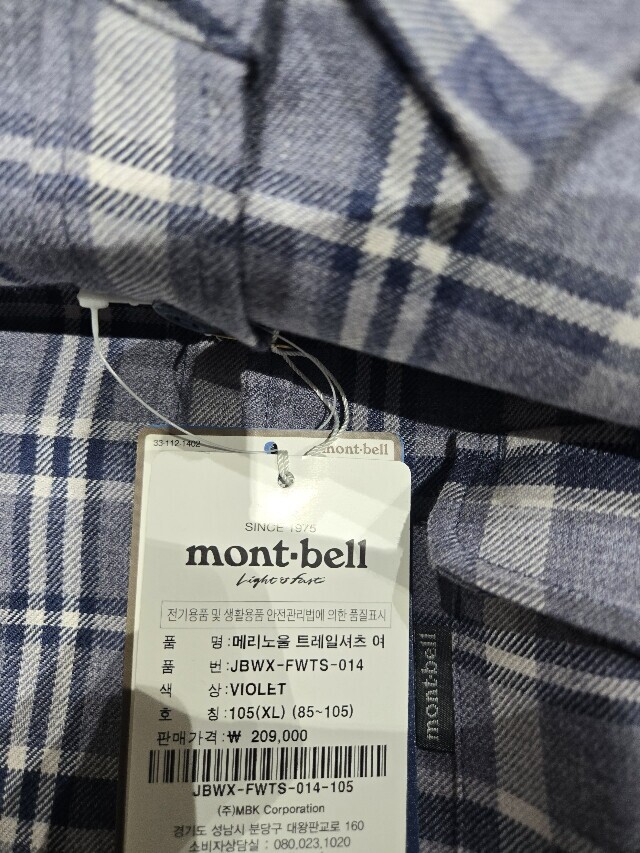 33-112-1402
mont-bell
SINCE 1975
mont-bell
Light & Fast
전기용품 및 생활용품 안전관리법에 의한 품질표시
품 명 : 메리노울 트레일셔츠 여
품 번 : JBWX-FWTS-014
색 상 : VIOLET
호 칭 : 105(XL) (85~105)
판매가격 : ₩ 209,000
JBWX-FWTS-014-105
(주)MBK Corporation
경기도 성남시 분당구 대왕판교로 160
소비자상담실 : 080.023.1020
mont-bell